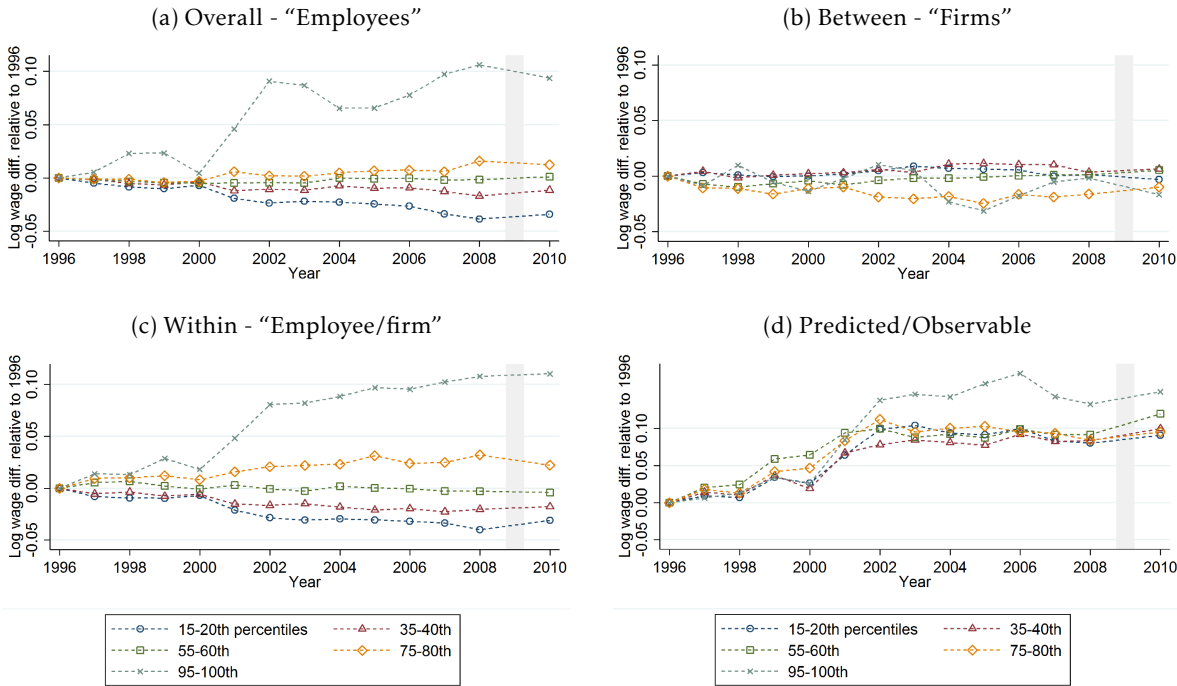 (a) Overall - “Employees”
Log wage diff. relative to 1996
0.10
0.05
0.00
-0.05
1996 1998 2000 2002 2004 2006 2008 2010
Year
(b) Between - “Firms”
Log wage diff. relative to 1996
0.10
0.05
0.00
-0.05
1996 1998 2000 2002 2004 2006 2008 2010
Year
(c) Within - “Employee/firm”
Log wage diff. relative to 1996
0.10
0.05
0.00
-0.05
1996 1998 2000 2002 2004 2006 2008 2010
Year
(d) Predicted/Observable
Log wage diff. relative to 1996
0.10
0.05
0.00
-0.05
1996 1998 2000 2002 2004 2006 2008 2010
Year
15-20th percentiles 35-40th
55-60th 75-80th
95-100th
15-20th percentiles 35-40th
55-60th 75-80th
95-100th